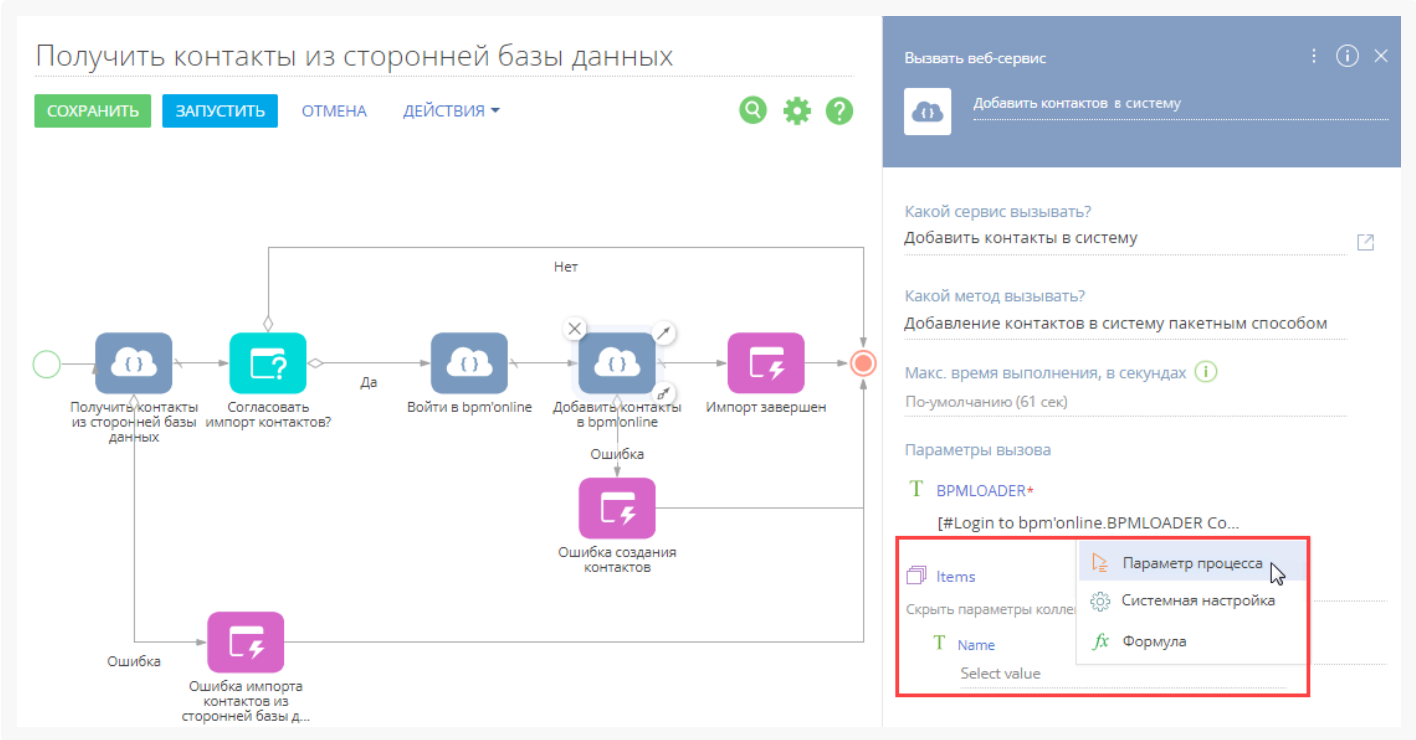 Получить контакты из сторонней базы данных
СОХРАНИТЬ
ЗАПУСТИТЬ
ОТМЕНА
ДЕЙСТВИЯ
Нет
Да
Получить контакты
из сторонней базы
данных
Согласовать
импорт контактов?
Войти в bpm'online
Добавить контакты
в bpm'online
Импорт завершен
Ошибка
Ошибка создания
контактов
Ошибка
Ошибка импорта
контактов из
сторонней базы д...
Вызвать веб-сервис
Добавить контактов в систему
Какой сервис вызывать?
Добавить контакты в систему
Какой метод вызывать?
Добавление контактов в систему пакетным способом
Макс. время выполнения, в секундах
По-умолчанию (61 сек)
Параметры вызова
T BPMLOADER*
[#Login to bpm'online.BPMLOADER Co...
Items
Скрыть параметры
T Name
Select value
Параметр процесса
Системная настройка
fx Формула